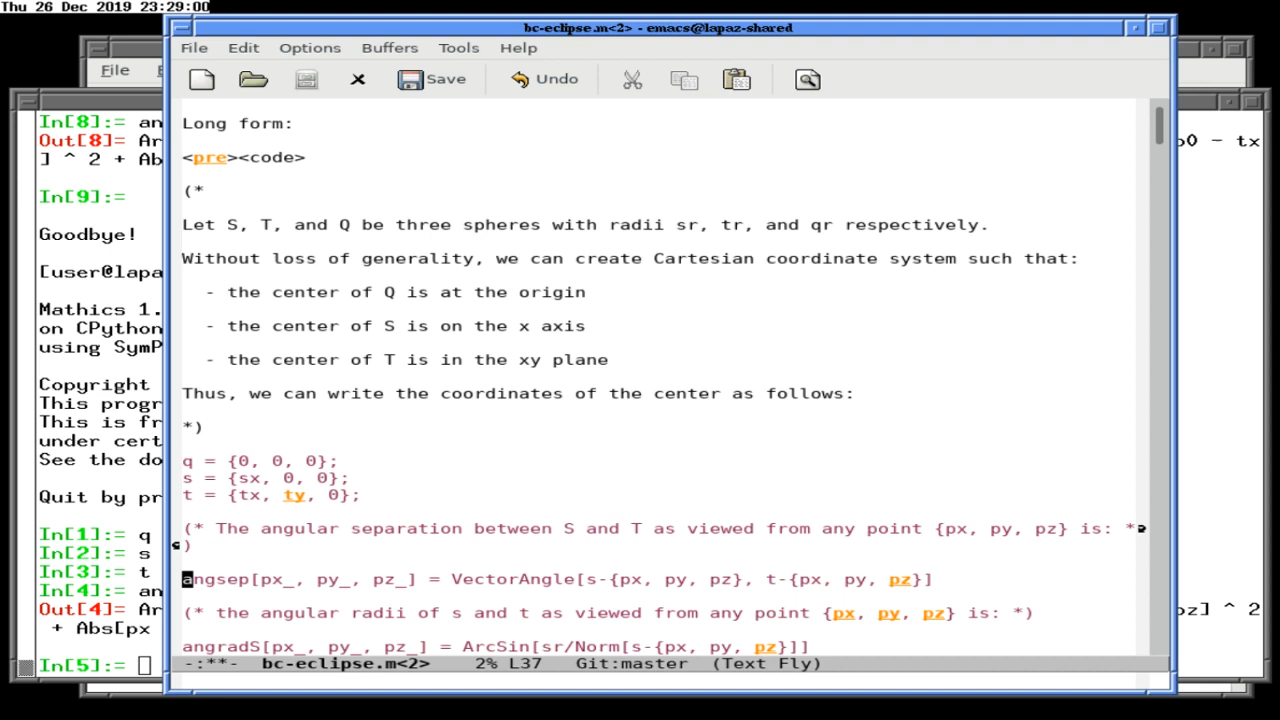 Thu 26 Dec 2019 23:29:00
bc-eclipse.m<2> - emacs@lapaz-shared
File Edit Options Buffers Tools Help
Save Undo
Long form:
<pre><code>
(*
Let S, T, and Q be three spheres with radii sr, tr, and qr respectively.
Without loss of generality, we can create Cartesian coordinate system such that:
- the center of Q is at the origin
- the center of S is on the x axis
- the center of T is in the xy plane
Thus, we can write the coordinates of the center as follows:
*)
q = {0, 0, 0};
s = {sx, 0, 0};
t = {tx, ty, 0};
(* The angular separation between S and T as viewed from any point {px, py, pz} is: *
)
angsep[px_, py_, pz_] = VectorAngle[s-{px, py, pz}, t-{px, py, pz}]
(* the angular radii of s and t as viewed from any point {px, py, pz} is: *)
angradS[px_, py_, pz_] = ArcSin[sr/Norm[s-{px, py, pz}]]
-:**- bc-eclipse.m<2> 2% L37 Git:master (Text Fly)
File
In[8]:= an
Out[8]= Ar
] ^ 2 + Ab
In[9]:=
Goodbye!
[user@lapa
Mathics 1.
on CPython
using SymP
Copyright
This progr
This is fr
under cert
See the do
Quit by pr
In[1]:= q
In[2]:= s
In[3]:= t
In[4]:= an
Out[4]= Ar
+ Abs[px
In[5]:=
0 - tx
pz] ^ 2